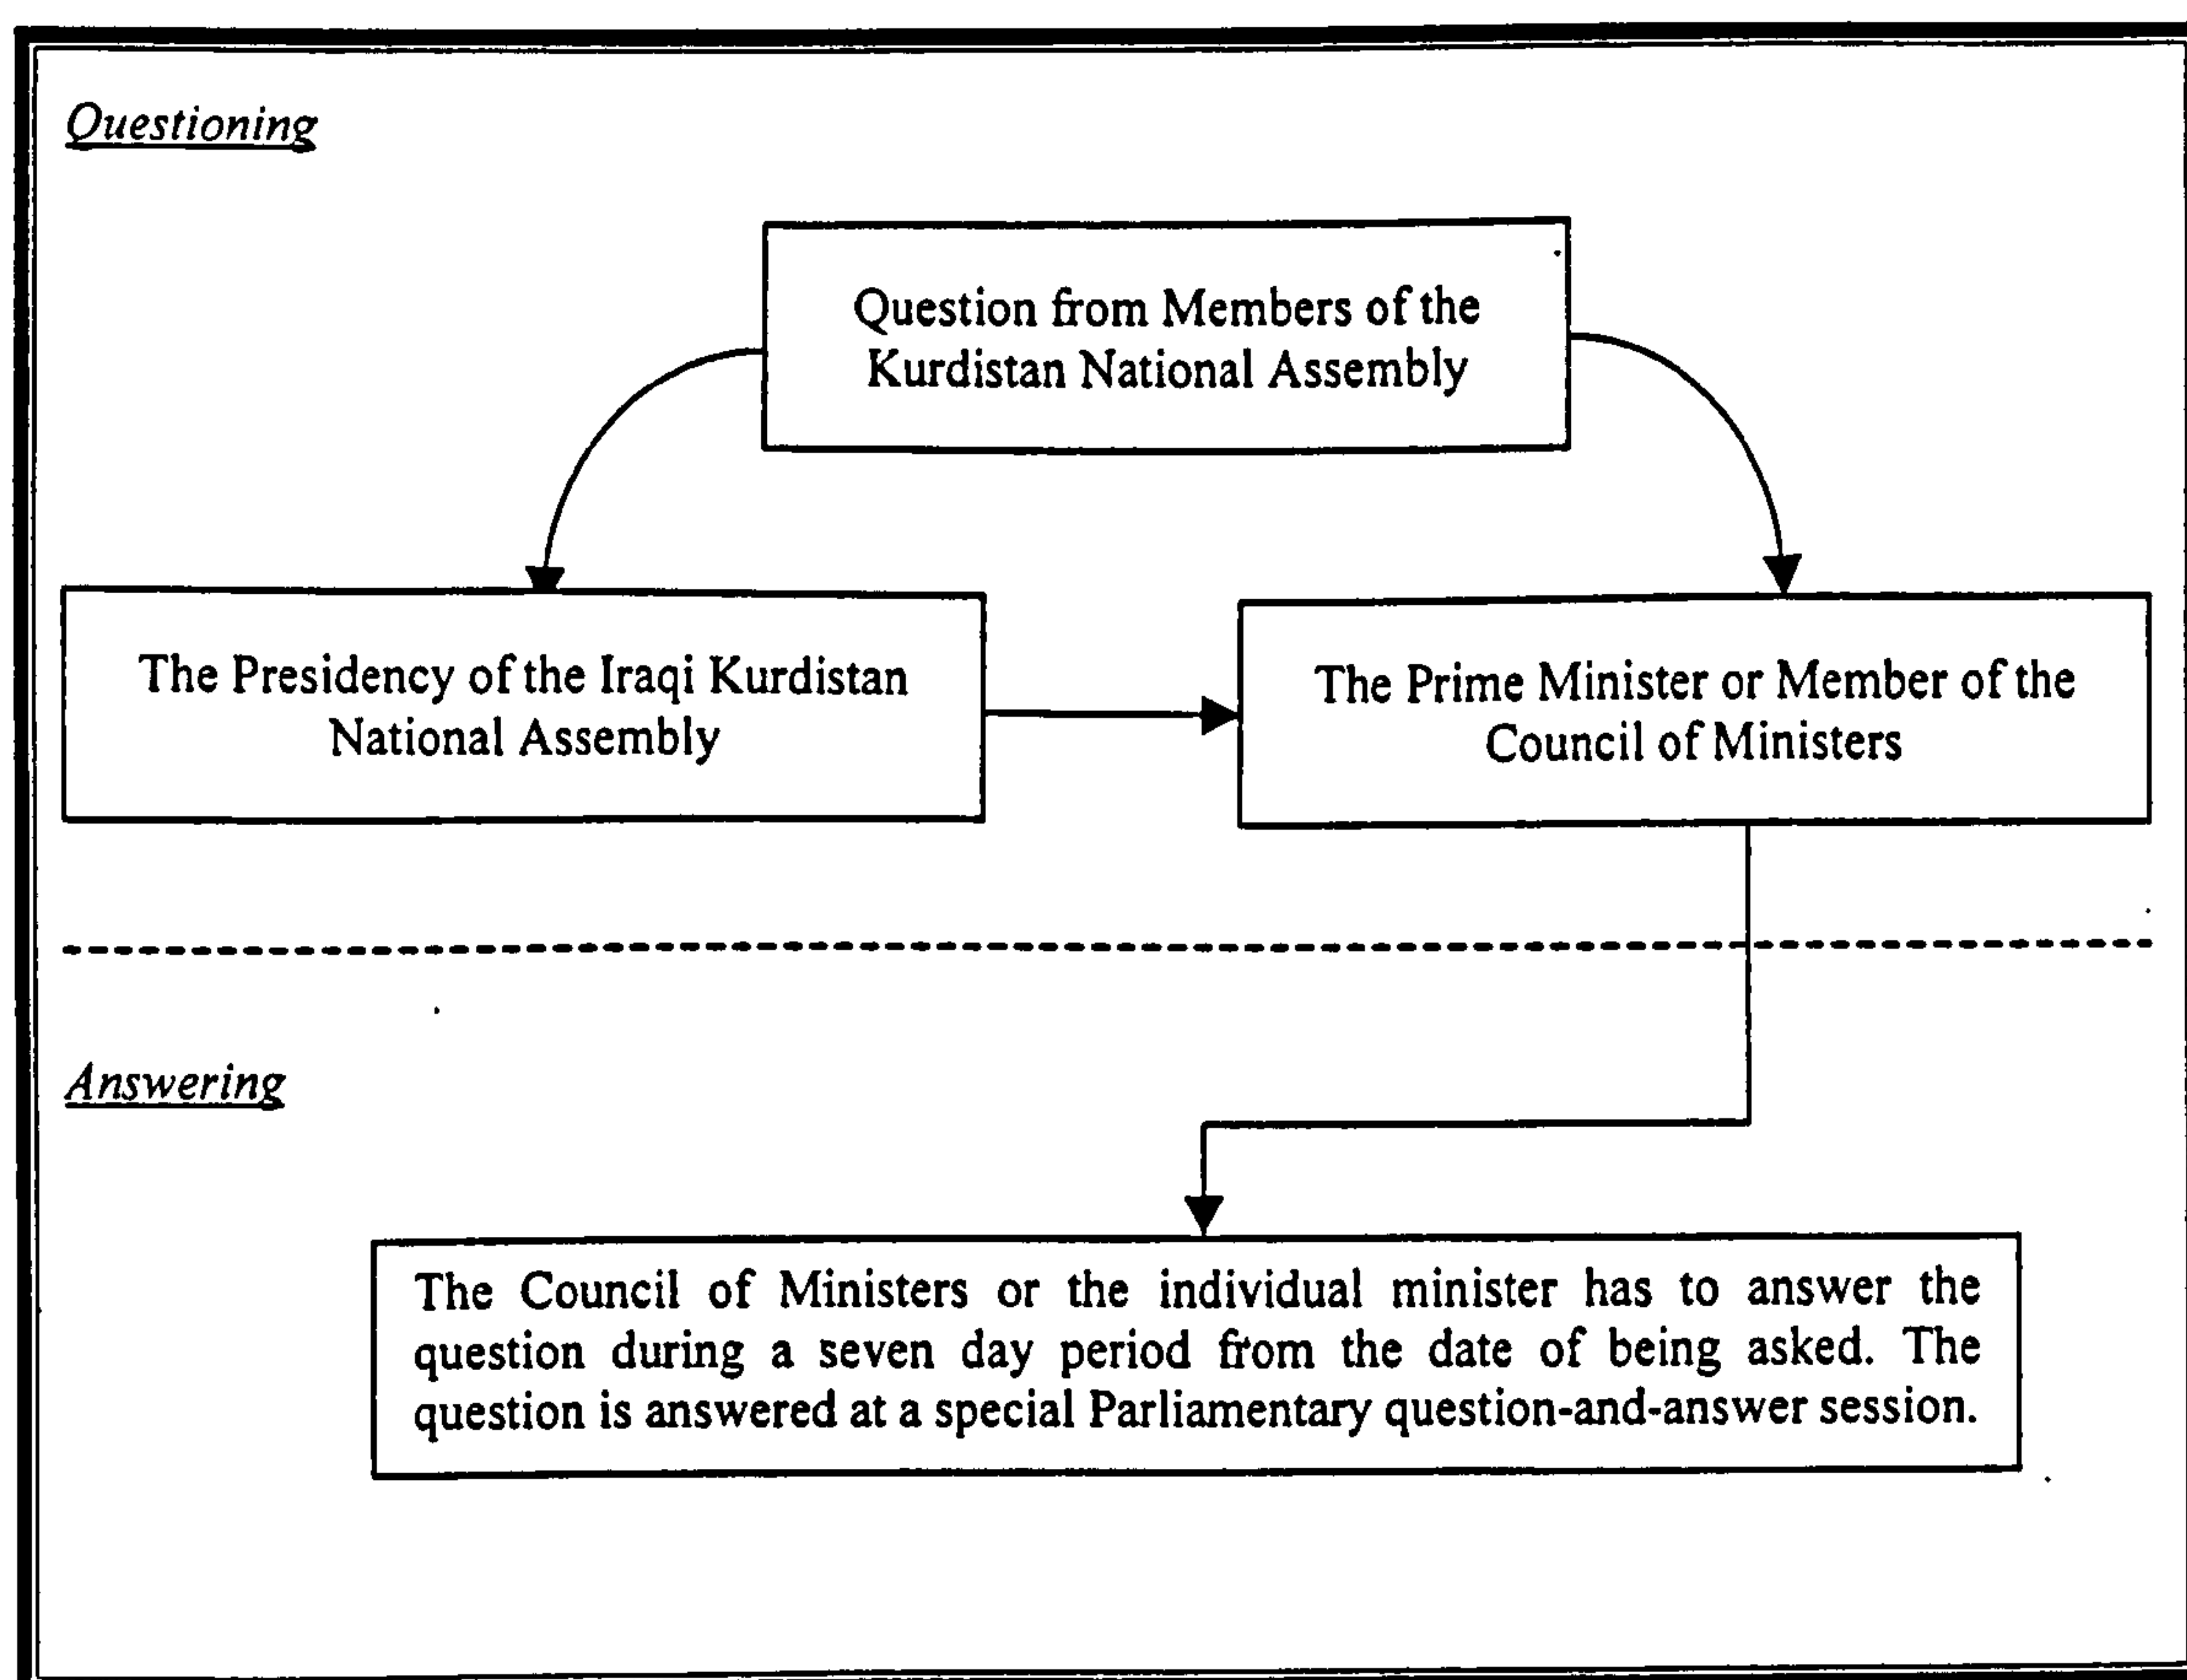 Questioning
Question from Members of the
Kurdistan National Assembly
The Presidency of the Iraqi Kurdistan
National Assembly
The Prime Minister or Member of the
Council of Ministers
Answering
The Council of Ministers or the individual minister has to answer the
question during a seven day period from the date of being asked. The
question is answered at a special Parliamentary question-and-answer session.